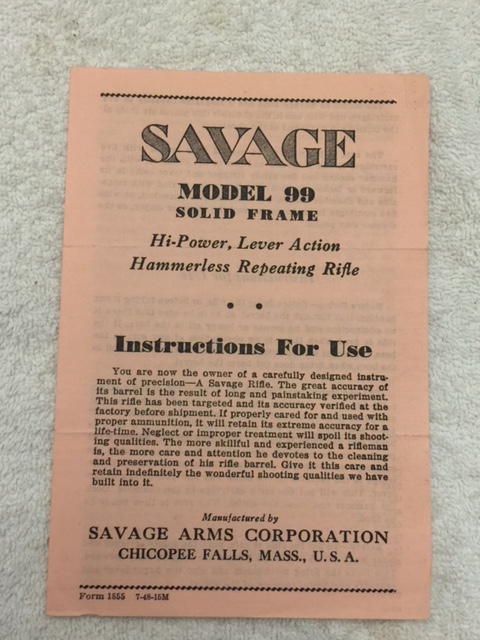 SAVAGE
MODEL 99
SOLID FRAME
Hi-Power, Lever Action
Hammerless Repeating Rifle
Instructions For Use
You are now the owner of a carefully designed instru-
ment of precision—A Savage Rifle. The great accuracy of
its barrel is the result of long and painstaking experiment.
This rifle has been targeted and its accuracy verified at the
factory before shipment. If properly cared for and used with
proper ammunition, it will retain its extreme accuracy for a
life-time. Neglect or improper treatment will spoil its shoot-
ing qualities. The more skillful and experienced a rifleman
is, the more care and attention he devotes to the cleaning
and preservation of his rifle barrel. Give it this care and
retain indefinitely the wonderful shooting qualities we have
built into it.
Manufactured by
SAVAGE ARMS CORPORATION
CHICOPEE FALLS, MASS., U. S. A.
Form 1855 7-48-15M